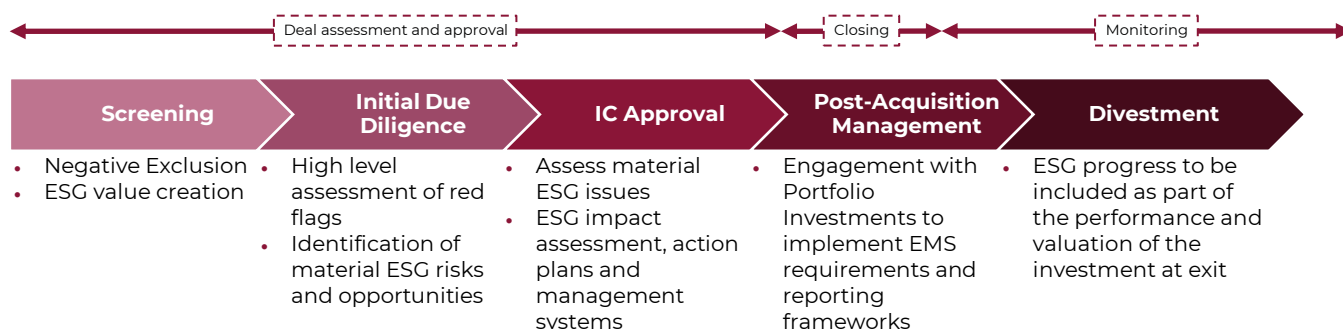 Deal assessment and approval
Closing
Monitoring
Screening
Initial Due
Diligence
IC Approval
Post-Acquisition
Management
Divestment
• Negative Exclusion
• ESG value creation
• High level
assessment of red
flags
• Identification of
material ESG risks
and opportunities
• Assess material
ESG issues
• ESG impact
assessment, action
plans and
management
systems
• Engagement with
Portfolio
Investments to
implement EMS
requirements and
reporting
frameworks
• ESG progress to be
included as part of
the performance and
valuation of the
investment at exit